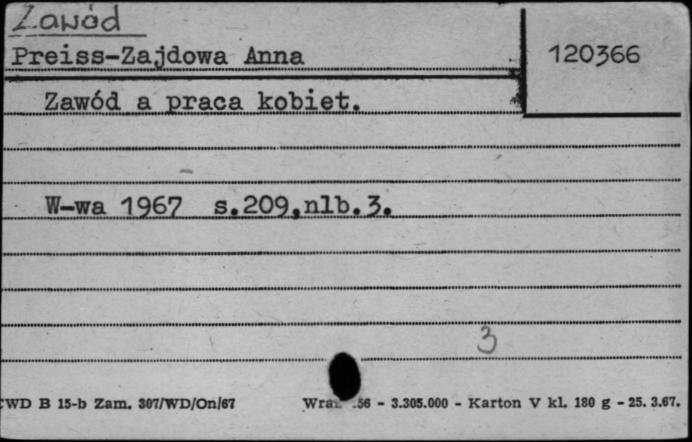 Zawód
Preiss-Zajdowa Anna
120366
Zawód a praca kobiet.
W-wa 1967 s.209,nlb.3.
3
WD B 15-b Zam. 307/WD/On/67 56 - 3.305.000 - Karton V kl. 180 g - 25. 3.67.